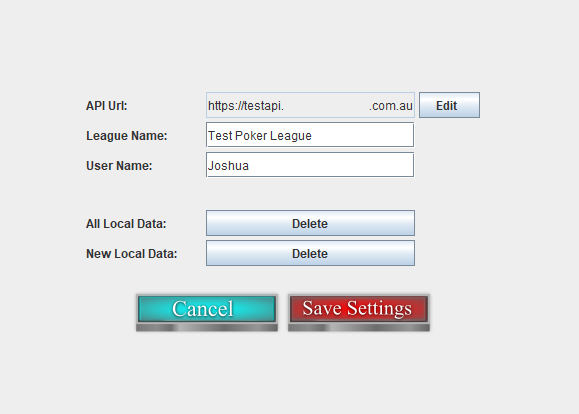 API Url: https://testapi. .com.au Edit
League Name: Test Poker League
User Name: Joshua
All Local Data: Delete
New Local Data: Delete
Cancel Save Settings